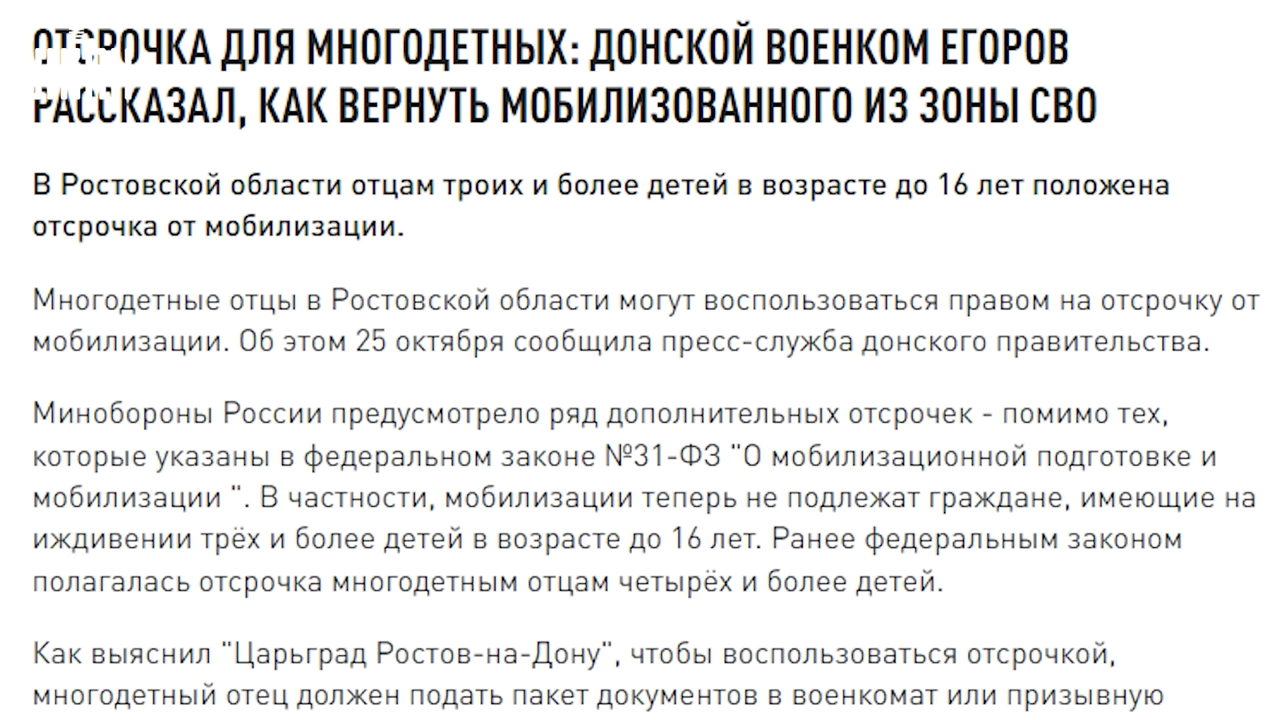 ОТСРОЧКА ДЛЯ МНОГОДЕТНЫХ: ДОНСКОЙ ВОЕНКОМ ЕГОРОВ
РАССКАЗАЛ, КАК ВЕРНУТЬ МОБИЛИЗОВАННОГО ИЗ ЗОНЫ СВО
В Ростовской области отцам троих и более детей в возрасте до 16 лет положена
отсрочка от мобилизации.
Многодетные отцы в Ростовской области могут воспользоваться правом на отсрочку от
мобилизации. Об этом 25 октября сообщила пресс-служба донского правительства.
Минобороны России предусмотрело ряд дополнительных отсрочек - помимо тех,
которые указаны в федеральном законе №31-ФЗ "О мобилизационной подготовке и
мобилизации ". В частности, мобилизации теперь не подлежат граждане, имеющие на
иждивении трёх и более детей в возрасте до 16 лет. Ранее федеральным законом
полагалась отсрочка многодетным отцам четырёх и более детей.
Как выяснил "Царьград Ростов-на-Дону", чтобы воспользоваться отсрочкой,
многодетный отец должен подать пакет документов в военкомат или призывную